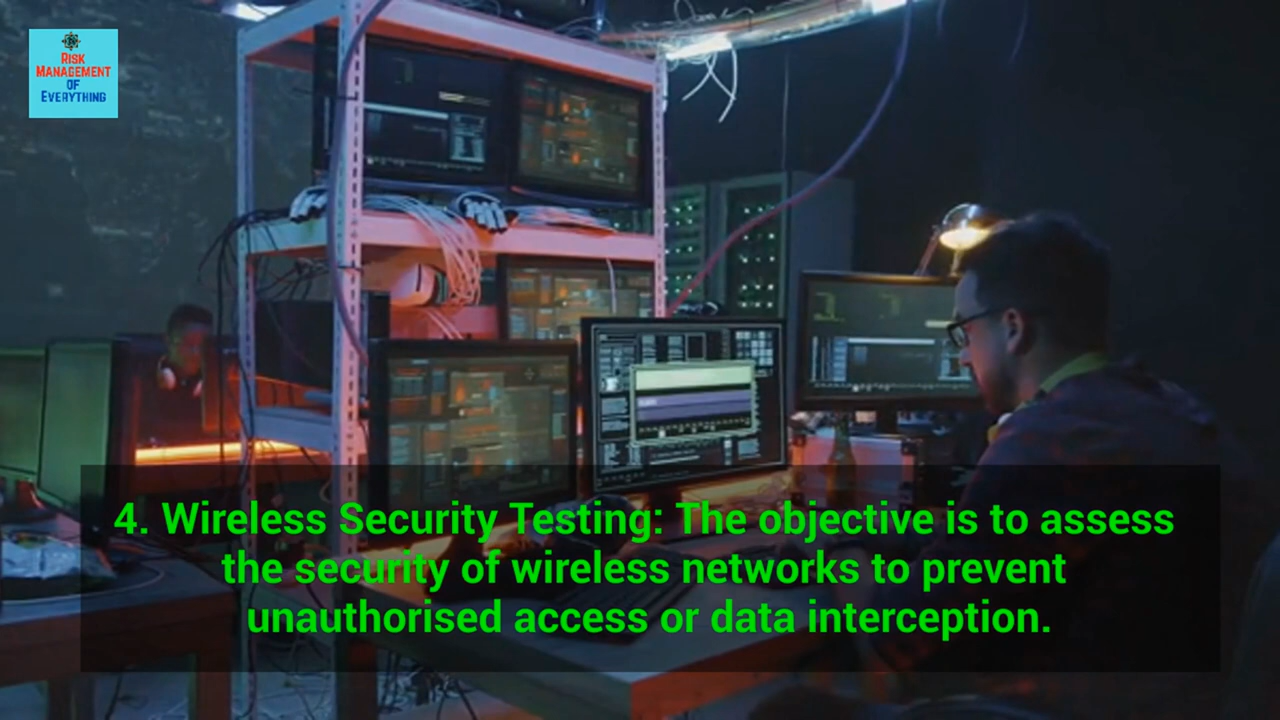 Risk
Management
of
Everything
4. Wireless Security Testing: The objective is to assess
the security of wireless networks to prevent
unauthorised access or data interception.